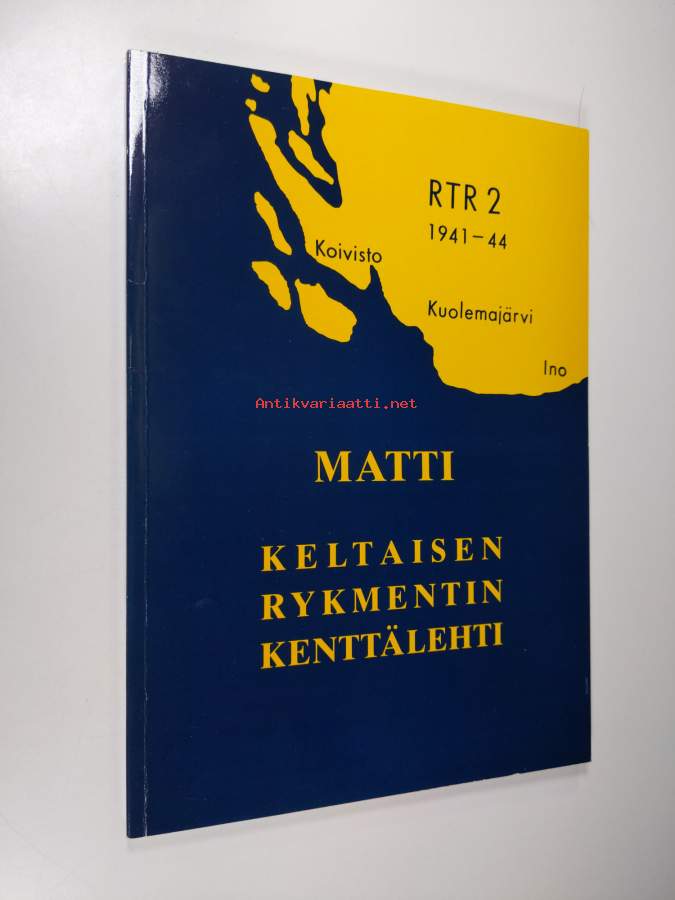 RTR 2
1941-44
Koivisto
Kuolemajärvi
Ino
Antikvariaatti.net
MATTI
KELTAISEN
RYKMENTIN
KENTTÄLEHTI